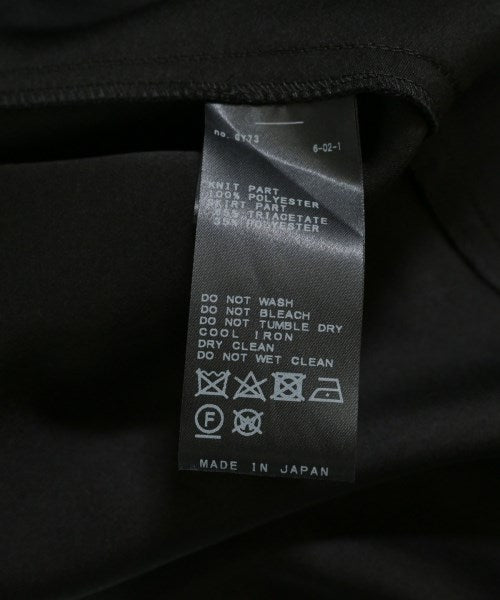 no. GY73 6-02-1
KNIT PART
100% POLYESTER
SKIRT PART
TRIACETATE
POLYESTER
DO NOT WASH
DO NOT BLEACH
DO NOT TUMBLE DRY
COOL IRON
DRY CLEAN
DO NOT WET CLEAN
F W
MADE IN JAPAN